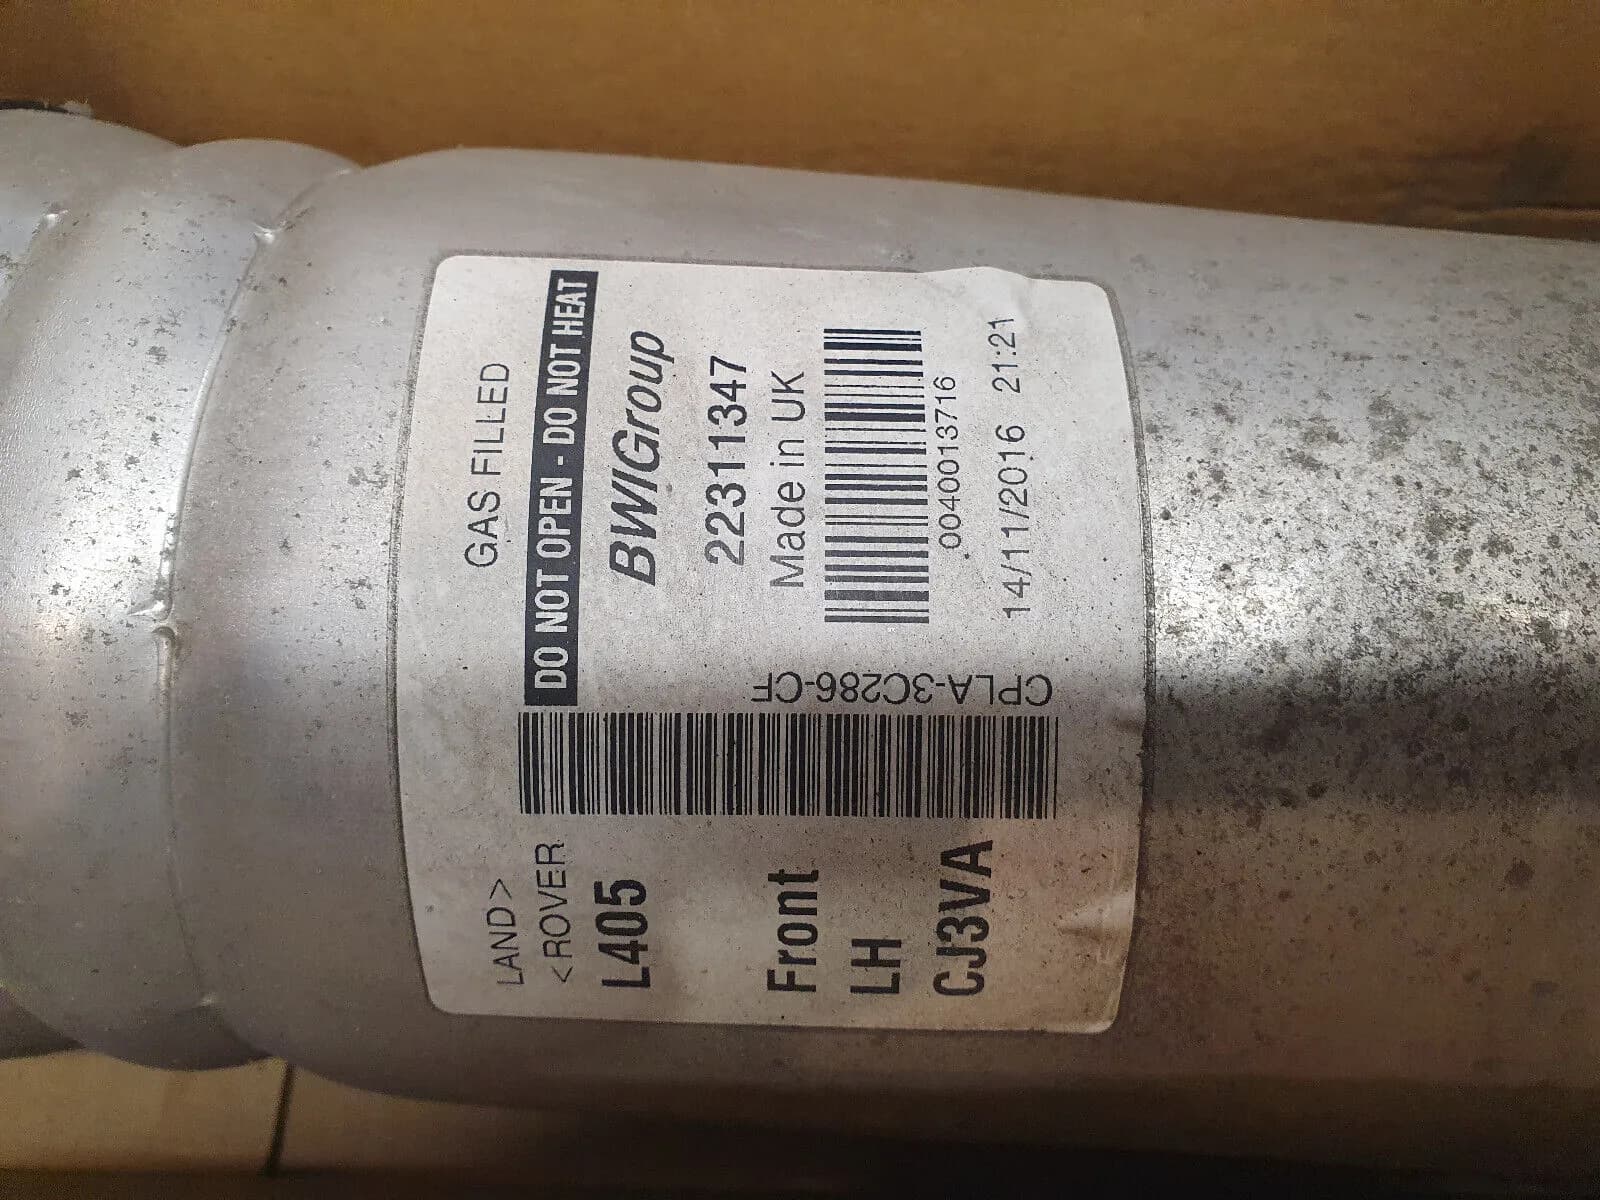 GAS FILLED
DO NOT OPEN - DO NOT HEAT
BWIGroup
22311347
Made in UK
00400013716
14/11/2016 21:21
CPLA-3C286-CF
LAND>
<ROVER
L405
Front
LH
CJ3VA